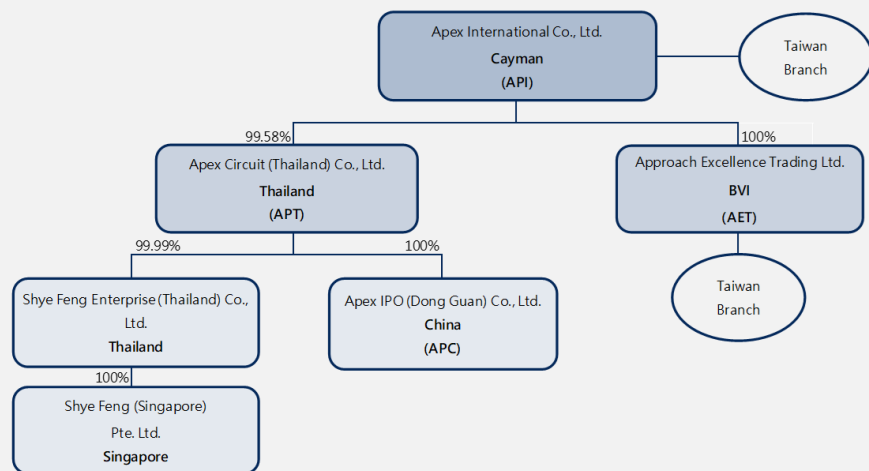 Apex International Co., Ltd.
Cayman
(API)
Taiwan
Branch
99.58%
100%
Apex Circuit (Thailand) Co., Ltd.
Thailand
(APT)
Approach Excellence Trading Ltd.
BVI
(AET)
99.99%
100%
Shye Feng Enterprise (Thailand) Co.,
Ltd.
Thailand
Apex IPO (Dong Guan) Co., Ltd.
China
(APC)
Taiwan
Branch
100%
Shye Feng (Singapore)
Pte. Ltd.
Singapore